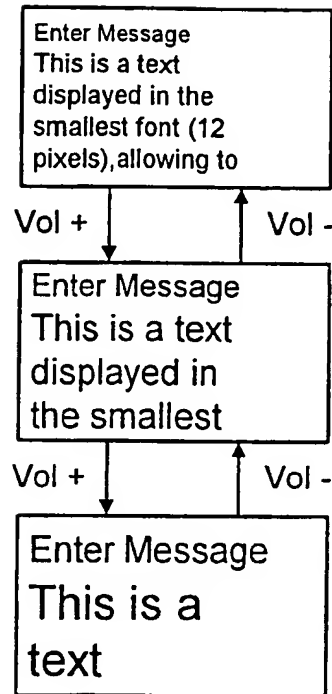 Enter Message
This is a text
displayed in the
smallest font (12
pixels),allowing to
Vol + Vol -
Enter Message
This is a text
displayed in
the smallest
Vol + Vol -
Enter Message
This is a
text